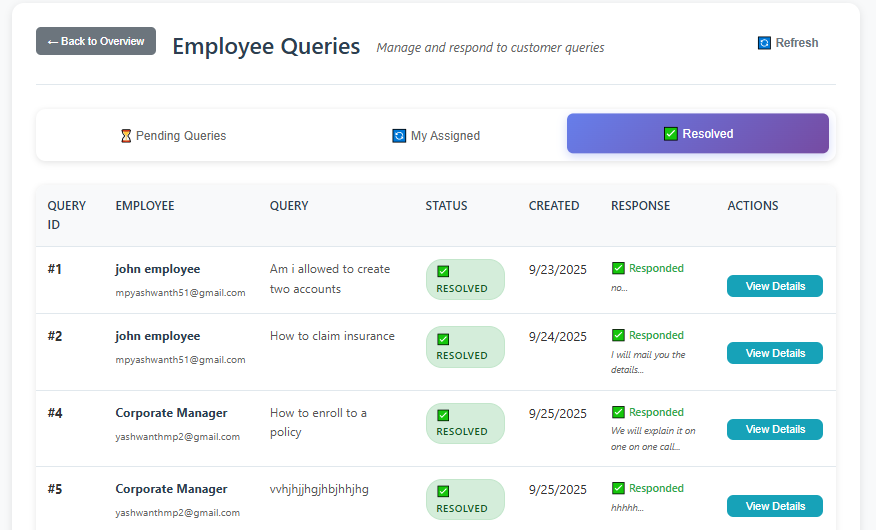 ← Back to Overview
Employee Queries
Manage and respond to customer queries
Refresh
Pending Queries
My Assigned
Resolved
QUERY ID
EMPLOYEE
QUERY
STATUS
CREATED
RESPONSE
ACTIONS
#1
john employee
mpyashwanth51@gmail.com
Am i allowed to create
two accounts
RESOLVED
9/23/2025
Responded
no...
View Details
#2
john employee
mpyashwanth51@gmail.com
How to claim insurance
RESOLVED
9/24/2025
Responded
I will mail you the
details...
View Details
#4
Corporate Manager
yashwanthmp2@gmail.com
How to enroll to a
policy
RESOLVED
9/25/2025
Responded
We will explain it on
one on one call...
View Details
#5
Corporate Manager
yashwanthmp2@gmail.com
vvhjhjjhgjhbjhhjhg
RESOLVED
9/25/2025
Responded
hhhhh...
View Details